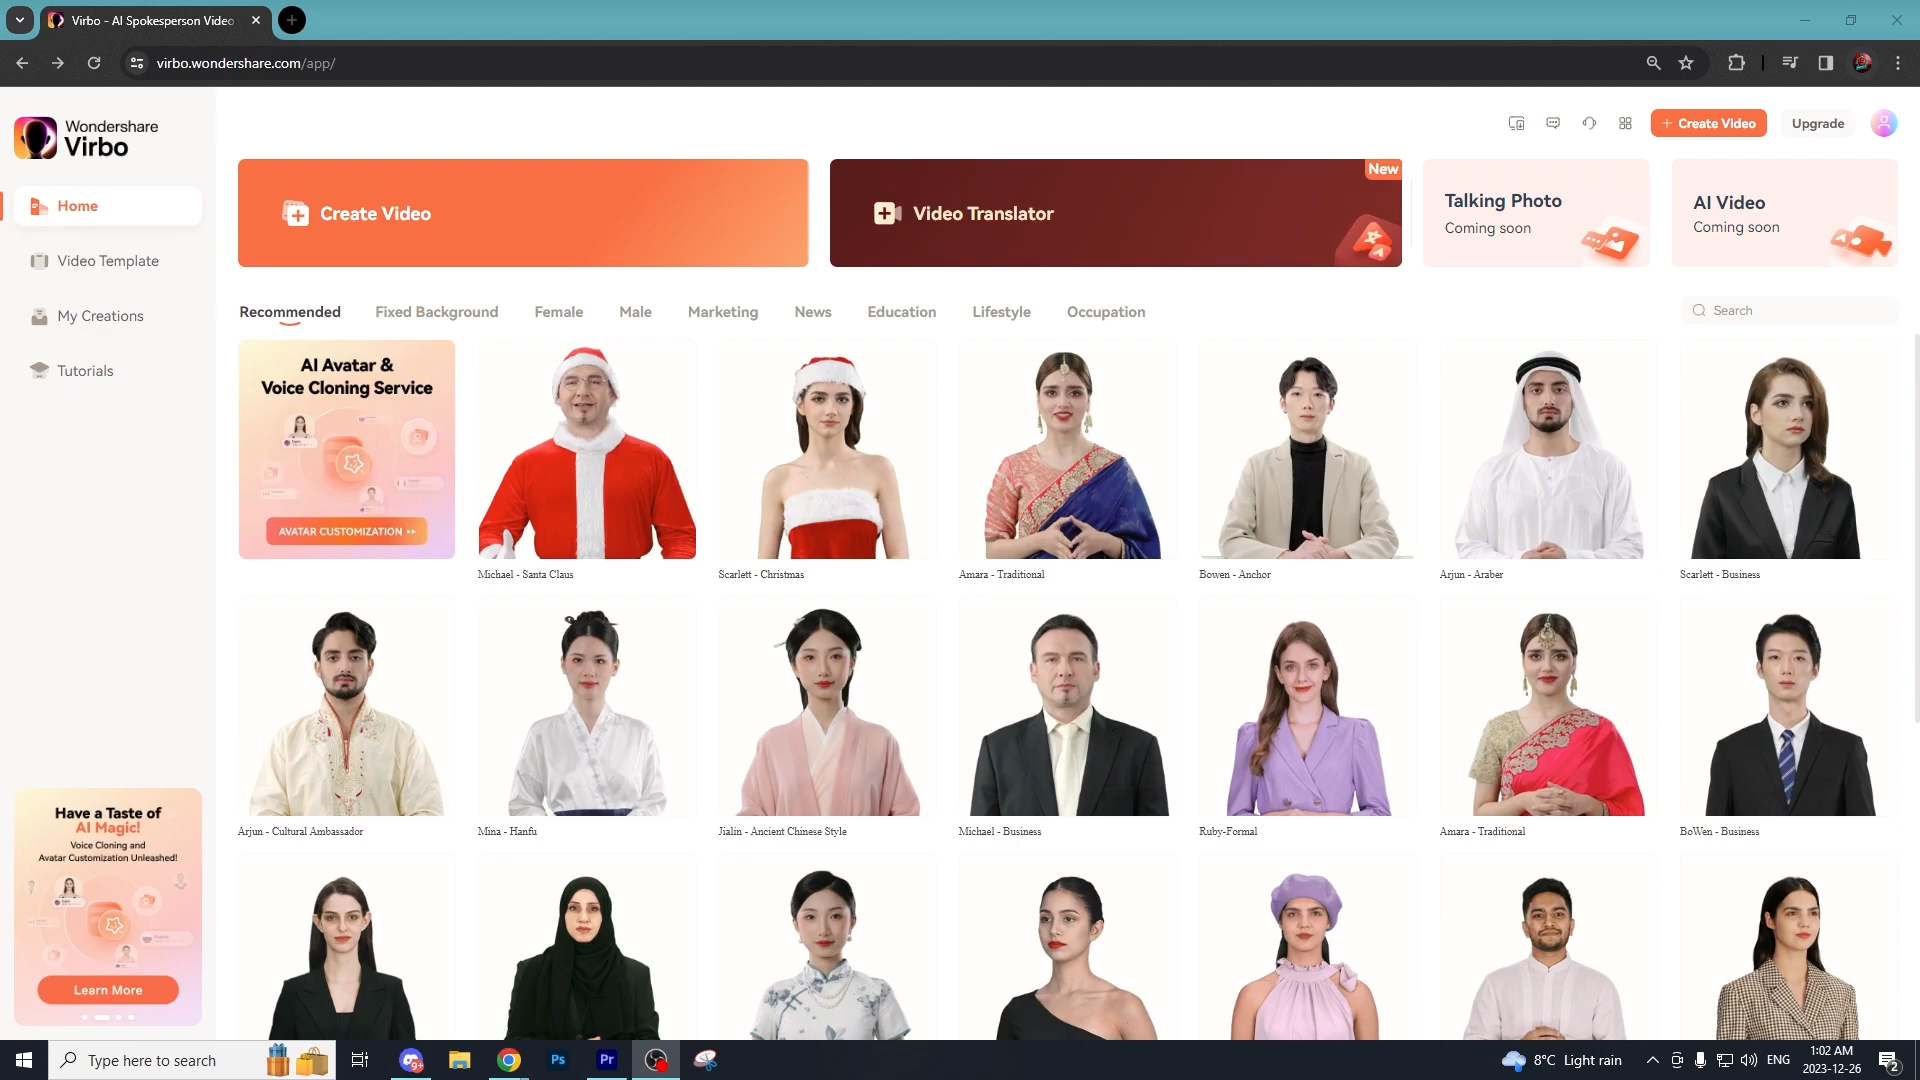 Virbo - AI Spokesperson Video
virbo.wondershare.com/app/
Wondershare
Virbo
+ Create Video
Upgrade
Home
Video Template
My Creations
Tutorials
Create Video
Video Translator
New
Talking Photo
Coming soon
AI Video
Coming soon
Recommended
Fixed Background
Female
Male
Marketing
News
Education
Lifestyle
Occupation
Search
AI Avatar &
Voice Cloning Service
AVATAR CUSTOMIZATION
Michael - Santa Claus
Scarlett - Christmas
Amara - Traditional
Bowen - Anchor
Arjun - Araber
Scarlett - Business
Arjun - Cultural Ambassador
Mina - Hanfu
Jialin - Ancient Chinese Style
Michael - Business
Ruby-Formal
Amara - Traditional
BoWen - Business
Have a Taste of
AI Magic!
Voice Cloning and
Avatar Customization Unleashed!
Learn More
Type here to search
9+
Ps
Pr
8°C Light rain
ENG
1:02 AM
2023-12-26
2